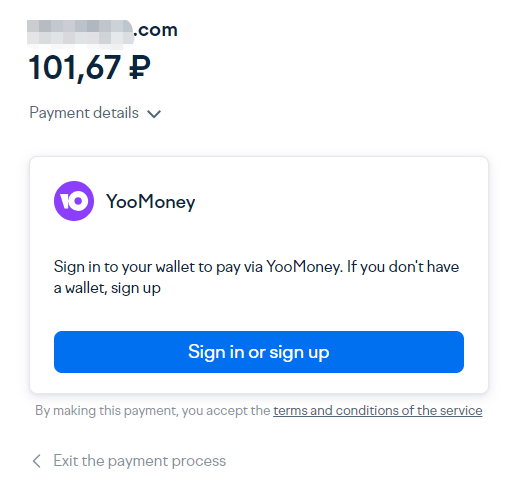 .com
101,67 ₽
Payment details
YooMoney
Sign in to your wallet to pay via YooMoney. If you don't have
a wallet, sign up
Sign in or sign up
By making this payment, you accept the terms and conditions of the service
Exit the payment process